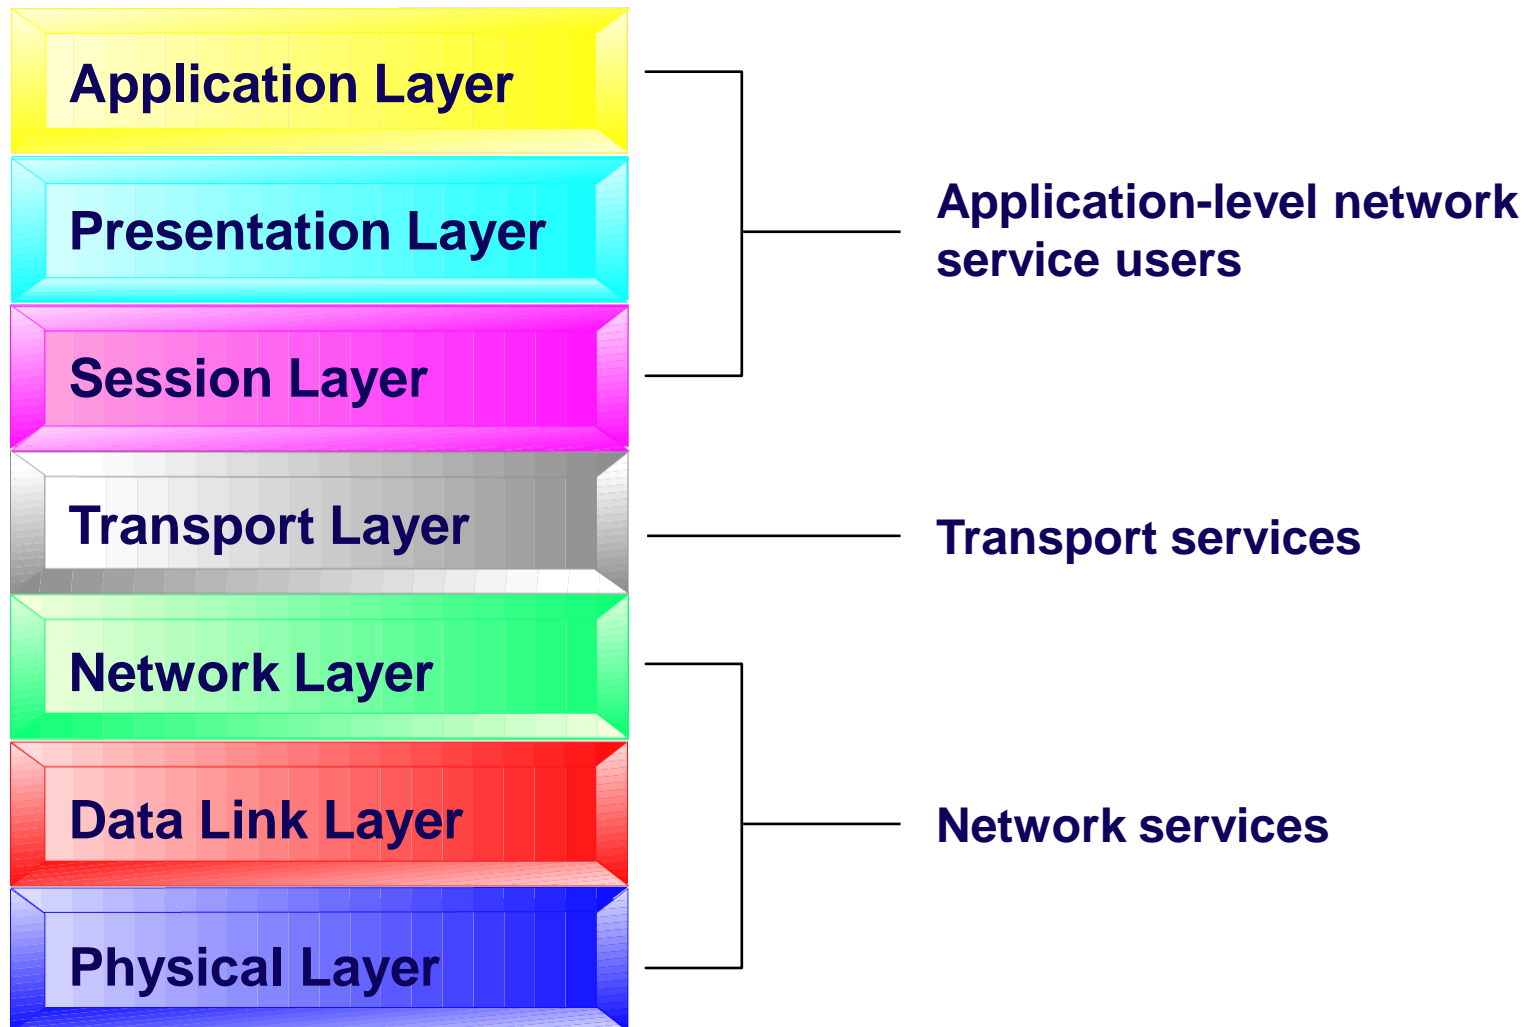 Application Layer
Presentation Layer
Session Layer
Transport Layer
Network Layer
Data Link Layer
Physical Layer
Application-level network
service users
Transport services
Network services